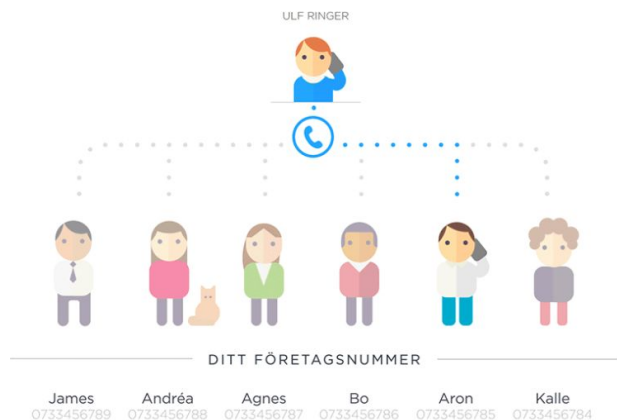 ULF RINGER
DITT FÖRETAGSNUMMER
James Andréa Agnes Bo Aron Kalle
0733456789 0733456788 0733456787 0733456786 0733456785 0733456784